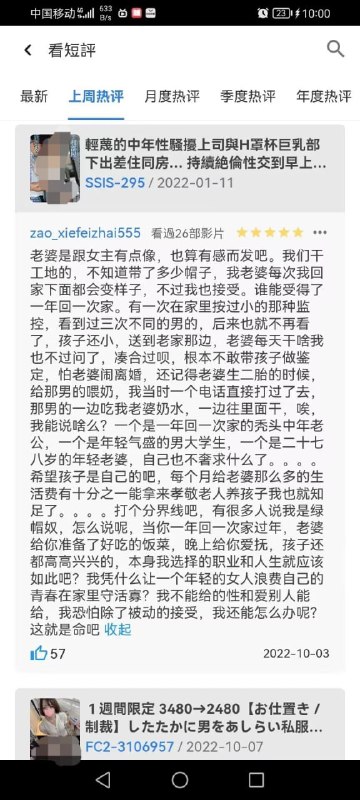 中国移动 4G 633 B/s 23 10:00
看短評
最新 上周热评 月度热评 季度热评 年度热评
輕蔑的中年性騷擾上司與H罩杯巨乳部
下出差住同房... 持續絶倫性交到早上...
SSIS-295 / 2022-01-11
zao_xiefeizhai555 看過26部影片
老婆是跟女主有点像，也算有感而发吧。我们干
工地的，不知道带了多少帽子，我老婆每次我回
家下面都会变样子，不过我也接受。谁能受得了
一年回一次家。有一次在家里按过小的那种监
控，看到过三次不同的男的，后来也就不再看
了，孩子还小，送到老家那边，老婆每天干啥我
也不过问了，凑合过呗，根本不敢带孩子做鉴
定，怕老婆闹离婚，还记得老婆生二胎的时候，
给那男的喂奶，我当时一个电话直接打过了去，
那男的一边吃我老婆奶水，一边往里面干，唉，
我能说啥么？一个是一年回一次家的秃头中年老
公，一个是年轻气盛的男大学生，一个是二十七
八岁的年轻老婆，自己也不奢求什么了。。。。
希望孩子是自己的吧，每个月给老婆那么多的生
活费有十分之一能拿来孝敬老人养孩子我也就知
足了。。。。打个分界线吧，有很多人说我是绿
帽奴，怎么说呢，当你一年回一次家过年，老婆
给你准备了好吃的饭菜，晚上给你爱抚，孩子还
都高高兴兴的，本身我选择的职业和人生就应该
如此吧？我凭什么让一个年轻的女人浪费自己的
青春在家里守活寡？我不能给的性和爱别人能
给，我恐怕除了被动的接受，我还能怎么办呢？
这就是命吧 收起
57 2022-10-03
１週間限定 3480→2480【お仕置き /
制裁】したたかに男をあしらい私服...
FC2-3106957 / 2022-10-07